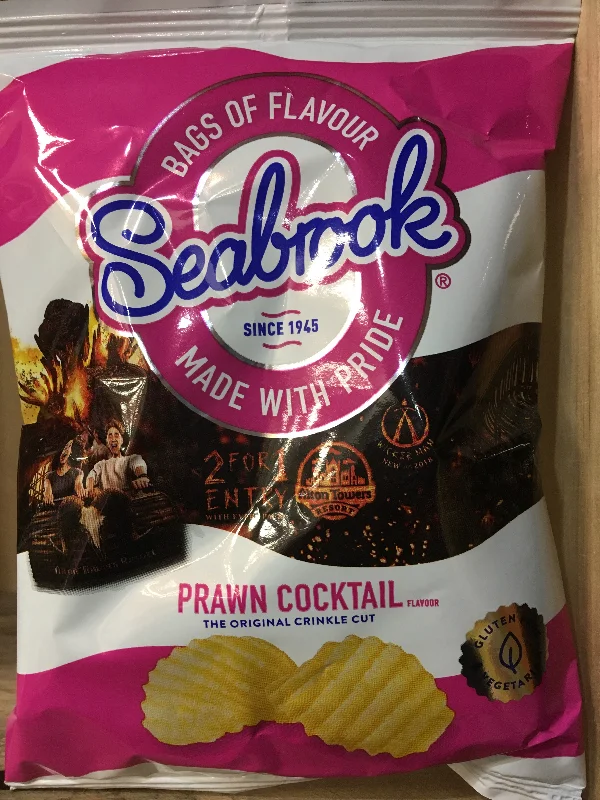 BAGS OF FLAVOUR
Seabrook
®
SINCE 1945
MADE WITH PRIDE
2 FOR 1
ENTRY
Alton Towers
RESORT
PRAWN COCKTAIL FLAVOUR
THE ORIGINAL CRINKLE CUT
GLUTEN